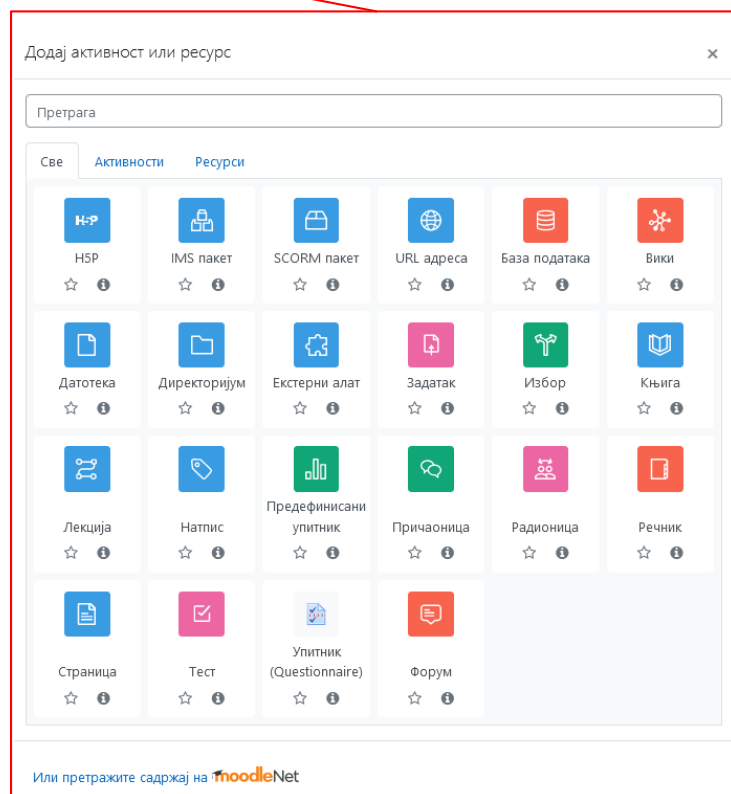 Додај активност или ресурс ×
Претрага
Све Активности Ресурси
H5P
H5P IMS пакет SCORM пакет URL адреса База података Вики
Датотека Директоријум Екстерни алат Задатак Избор Књига
Предефинисани
Лекција Натпис упитник Причаоница Радионица Речник
Упитник
Страница Тест (Questionnaire) Форум
Или претражите садржај на moodleNet